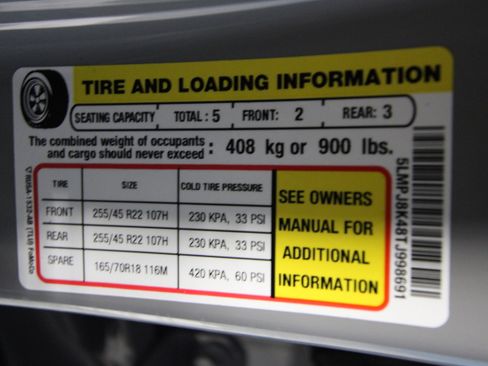 TIRE AND LOADING INFORMATION
SEATING CAPACITY TOTAL : 5 FRONT: 2 REAR: 3
The combined weight of occupants and cargo should never exceed : 408 kg or 900 lbs.
TIRE SIZE COLD TIRE PRESSURE
FRONT 255/45 R22 107H 230 KPA, 33 PSI
REAR 255/45 R22 107H 230 KPA, 33 PSI
SPARE 165/70R18 116M 420 KPA, 60 PSI
SEE OWNERS
MANUAL FOR
ADDITIONAL
INFORMATION
5LMPJ8K48TJ998691